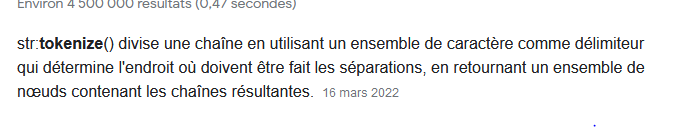 Environ 4 500 000 résultats (0,47 secondes)
str:tokenize() divise une chaîne en utilisant un ensemble de caractère comme délimiteur
qui détermine l'endroit où doivent être fait les séparations, en retournant un ensemble de
nœuds contenant les chaînes résultantes. 16 mars 2022